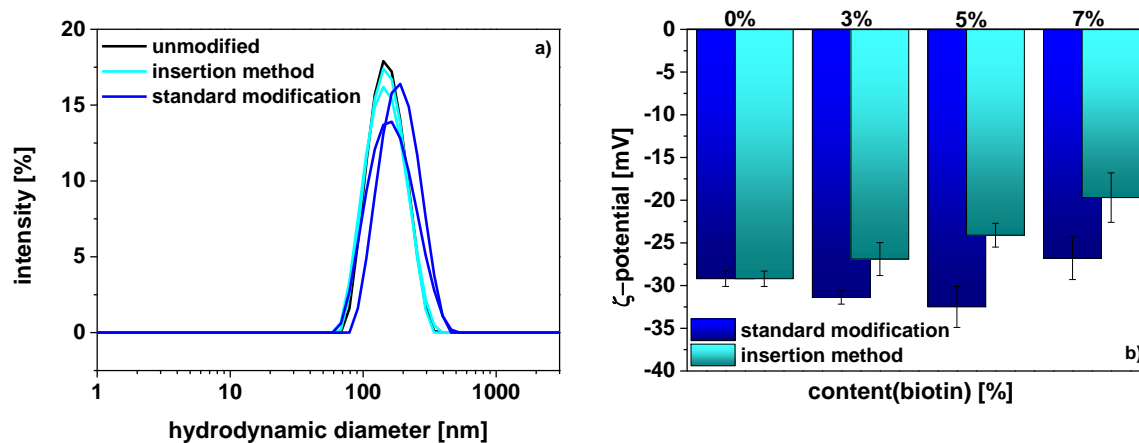 20
15
10
5
0
unmodified
insertion method
standard modification
a)
intensity [%]
1 10 100 1000
hydrodynamic diameter [nm]
0% 3% 5% 7%
0
-5
-10
-15
-20
-25
-30
-35
-40
ζ–potential [mV]
standard modification
insertion method
b)
content(biotin) [%]